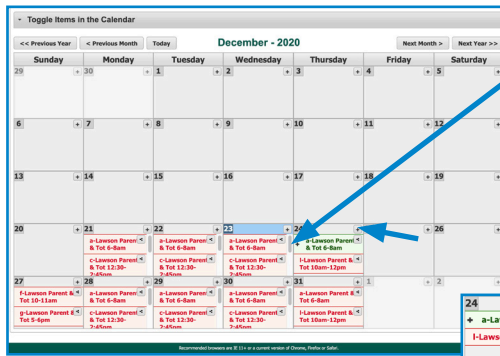 Toggle Items in the Calendar
<< Previous Year < Previous Month Today December - 2020 Next Month > Next Year >>
Sunday Monday Tuesday Wednesday Thursday Friday Saturday
29 + 30 + 1 + 2 + 3 + 4 + 5 +
6 + 7 + 8 + 9 + 10 + 11 + 12
13 + 14 + 15 + 16 + 17 + 18 + 19 +
20 + 21 + 22 + 23 + 24 + + 26 +
a-Lawson Parent a-Lawson Parent a-Lawson Parent a-Lawson Parent
& Tot 6-8am & Tot 6-8am & Tot 6-8am & Tot 6-8am
c-Lawson Parent c-Lawson Parent c-Lawson Parent l-Lawson Parent &
& Tot 12:30- & Tot 12:30- & Tot 12:30- Tot 10am-12pm
2:45pm 2:45pm 2:45pm
27 + 28 + 29 + 30 + 31 + 1 + 2 +
f-Lawson Parent & a-Lawson Parent a-Lawson Parent a-Lawson Parent a-Lawson Parent &
Tot 10-11am & Tot 6-8am & Tot 6-8am & Tot 6-8am Tot 6-8am
g-Lawson Parent & c-Lawson Parent c-Lawson Parent c-Lawson Parent l-Lawson Parent &
Tot 5-6pm & Tot 12:30- & Tot 12:30- & Tot 12:30- Tot 10am-12pm
2:45pm 2:45pm 2:45pm
24
+ a-La
l-Laws
Recommended browsers are IE 11+ or a current version of Chrome, Firefox or Safari.